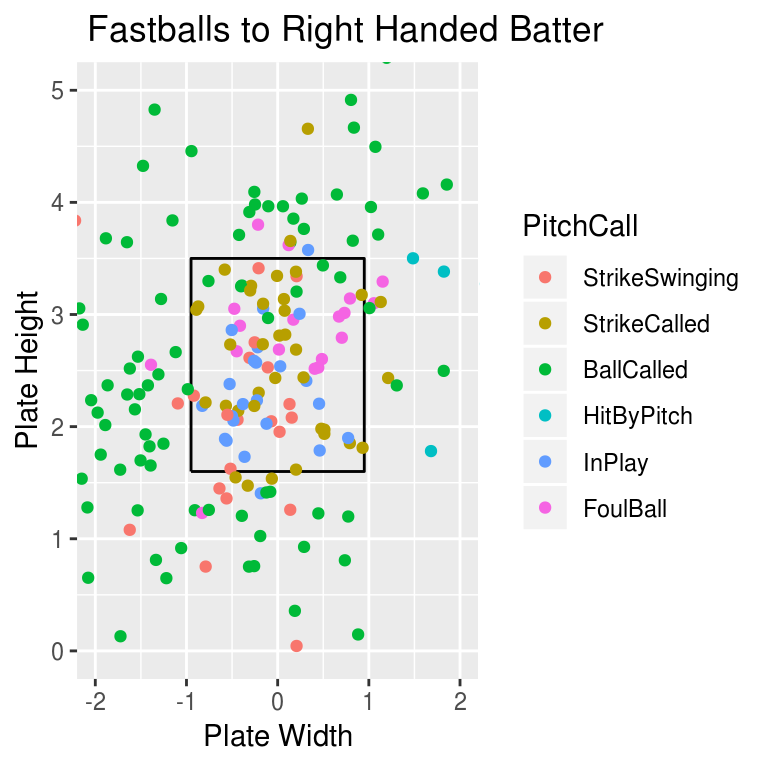 Fastballs to Right Handed Batter
5
4
3
2
1
0
Plate Height
-2 -1 0 1 2
Plate Width
PitchCall
StrikeSwinging
StrikeCalled
BallCalled
HitByPitch
InPlay
FoulBall